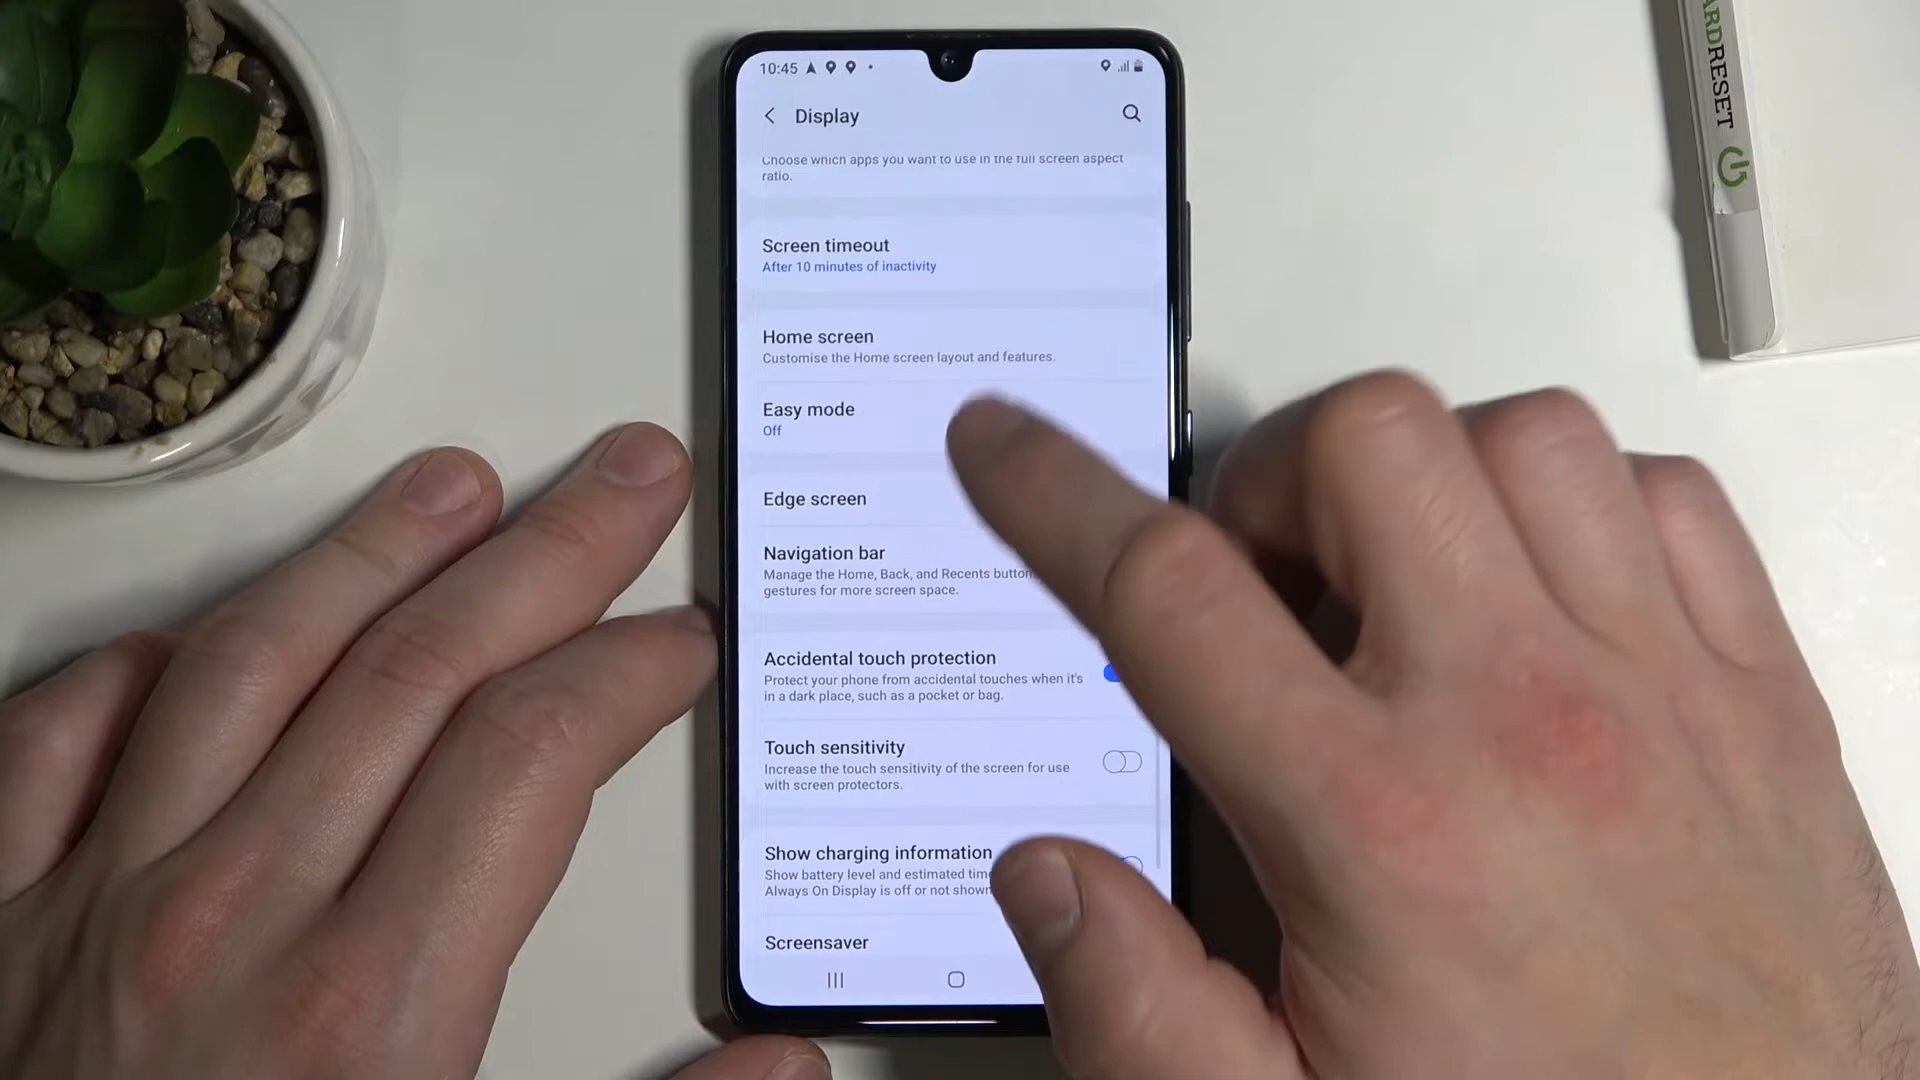 10:45
Display
Choose which apps you want to use in the full screen aspect
ratio.
Screen timeout
After 10 minutes of inactivity
Home screen
Customise the Home screen layout and features.
Easy mode
Off
Edge screen
Navigation bar
Manage the Home, Back, and Recents button
gestures for more screen space.
Accidental touch protection
Protect your phone from accidental touches when it's
in a dark place, such as a pocket or bag.
Touch sensitivity
Increase the touch sensitivity of the screen for use
with screen protectors.
Show charging information
Show battery level and estimated time
Always On Display is off or not shown
Screensaver
ARDRESET